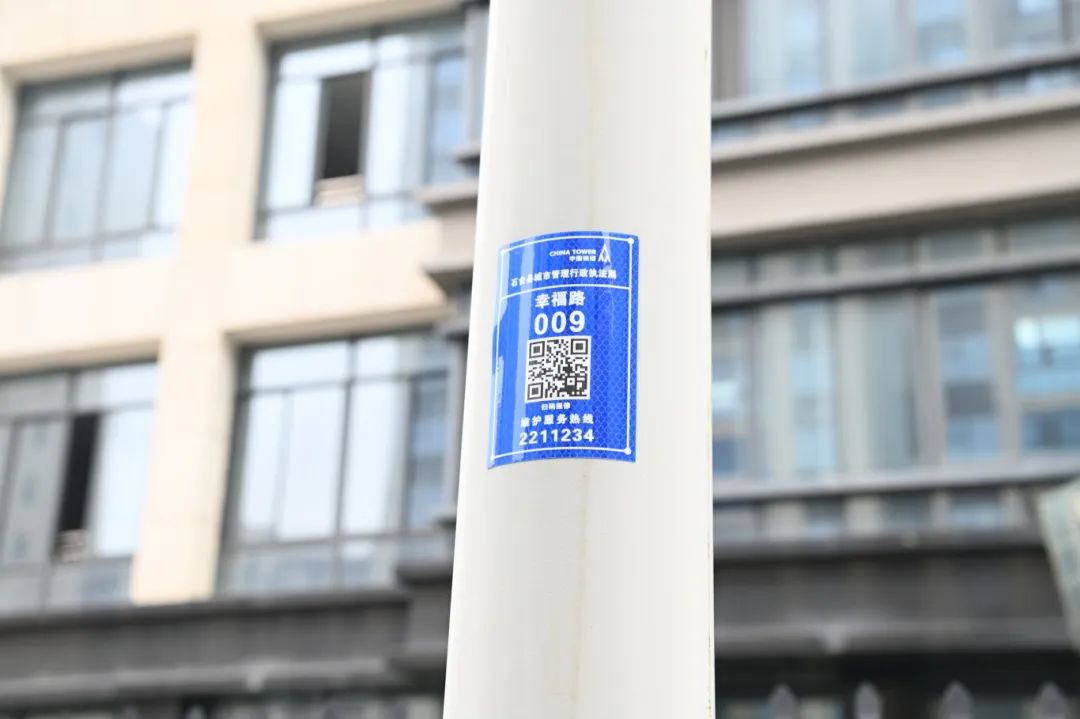 CHINA TOWER
中国铁塔
石台县城市管理行政执法局
幸福路
009
扫码报修
维护服务热线
2211234